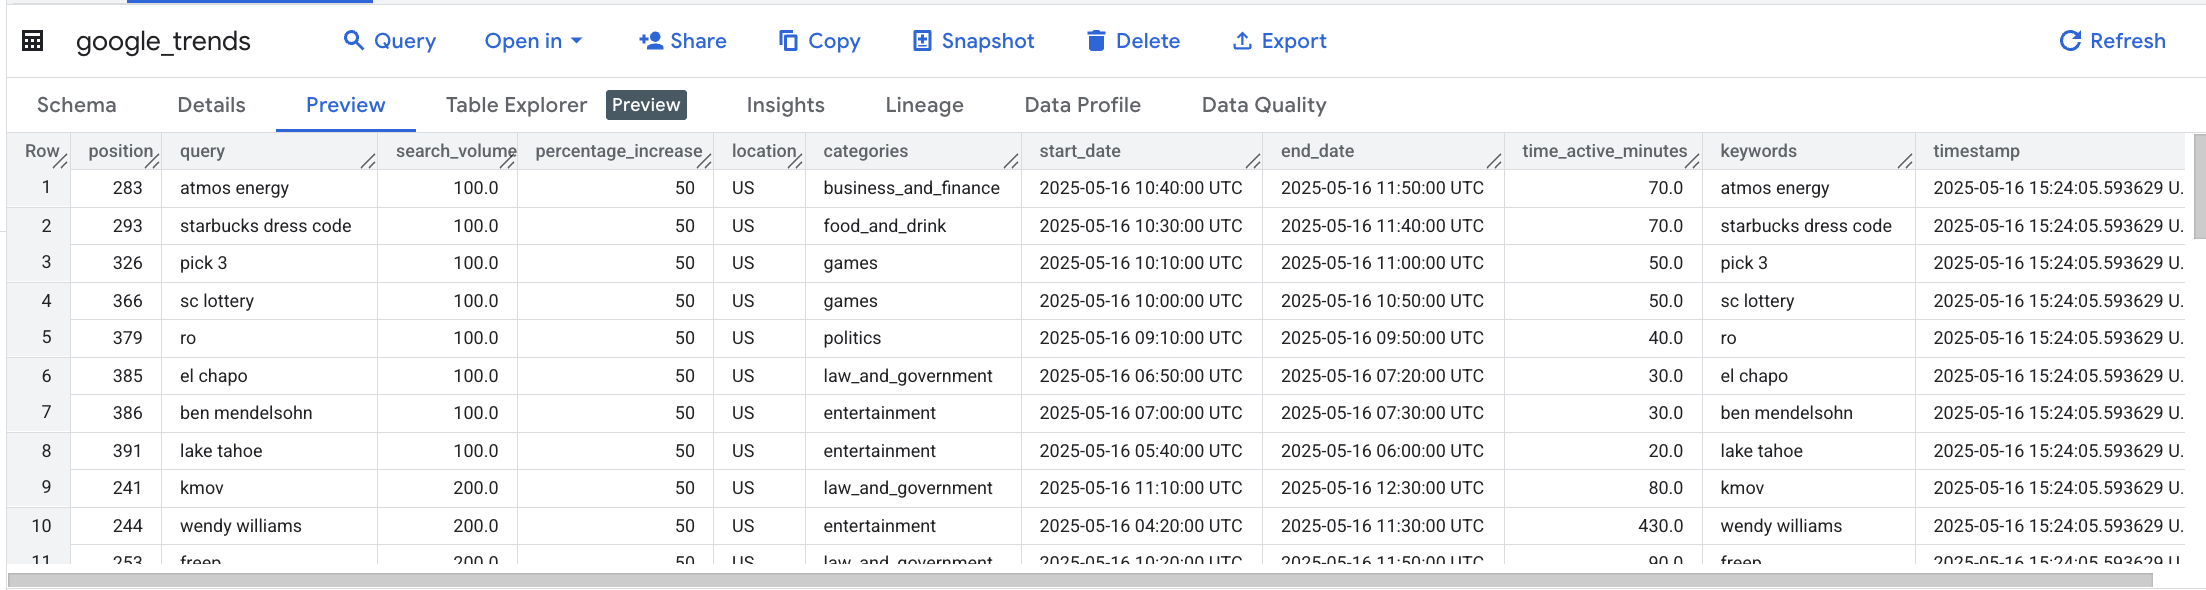 google_trends Query Open in Share Copy Snapshot Delete Export Refresh
Schema Details Preview Table Explorer Preview Insights Lineage Data Profile Data Quality
Row position query search_volume percentage_increase location categories start_date end_date time_active_minutes keywords timestamp
1 283 atmos energy 100.0 50 US business_and_finance 2025-05-16 10:40:00 UTC 2025-05-16 11:50:00 UTC 70.0 atmos energy 2025-05-16 15:24:05.593629 U.
2 293 starbucks dress code 100.0 50 US food_and_drink 2025-05-16 10:30:00 UTC 2025-05-16 11:40:00 UTC 70.0 starbucks dress code 2025-05-16 15:24:05.593629 U.
3 326 pick 3 100.0 50 US games 2025-05-16 10:10:00 UTC 2025-05-16 11:00:00 UTC 50.0 pick 3 2025-05-16 15:24:05.593629 U.
4 366 sc lottery 100.0 50 US games 2025-05-16 10:00:00 UTC 2025-05-16 10:50:00 UTC 50.0 sc lottery 2025-05-16 15:24:05.593629 U.
5 379 ro 100.0 50 US politics 2025-05-16 09:10:00 UTC 2025-05-16 09:50:00 UTC 40.0 ro 2025-05-16 15:24:05.593629 U.
6 385 el chapo 100.0 50 US law_and_government 2025-05-16 06:50:00 UTC 2025-05-16 07:20:00 UTC 30.0 el chapo 2025-05-16 15:24:05.593629 U.
7 386 ben mendelsohn 100.0 50 US entertainment 2025-05-16 07:00:00 UTC 2025-05-16 07:30:00 UTC 30.0 ben mendelsohn 2025-05-16 15:24:05.593629 U.
8 391 lake tahoe 100.0 50 US entertainment 2025-05-16 05:40:00 UTC 2025-05-16 06:00:00 UTC 20.0 lake tahoe 2025-05-16 15:24:05.593629 U.
9 241 kmov 200.0 50 US law_and_government 2025-05-16 11:10:00 UTC 2025-05-16 12:30:00 UTC 80.0 kmov 2025-05-16 15:24:05.593629 U.
10 244 wendy williams 200.0 50 US entertainment 2025-05-16 04:20:00 UTC 2025-05-16 11:30:00 UTC 430.0 wendy williams 2025-05-16 15:24:05.593629 U.
11 253 freep 200.0 50 US law_and_government 2025-05-16 10:20:00 UTC 2025-05-16 11:50:00 UTC 90.0 freep 2025-05-16 15:24:05.593629 U.